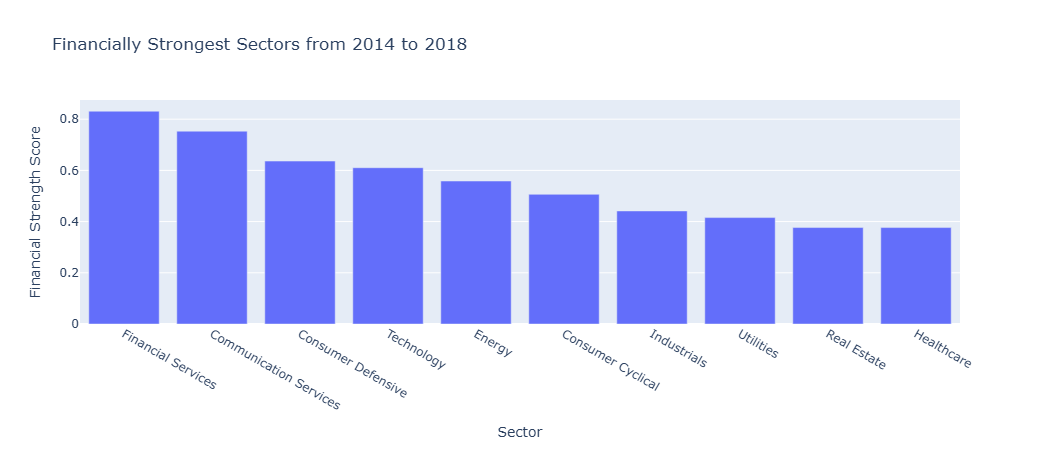 Financially Strongest Sectors from 2014 to 2018
Financial Strength Score
0.8
0.6
0.4
0.2
0
Financial Services
Communication Services
Consumer Defensive
Technology
Energy
Consumer Cyclical
Industrials
Utilities
Real Estate
Healthcare
Sector